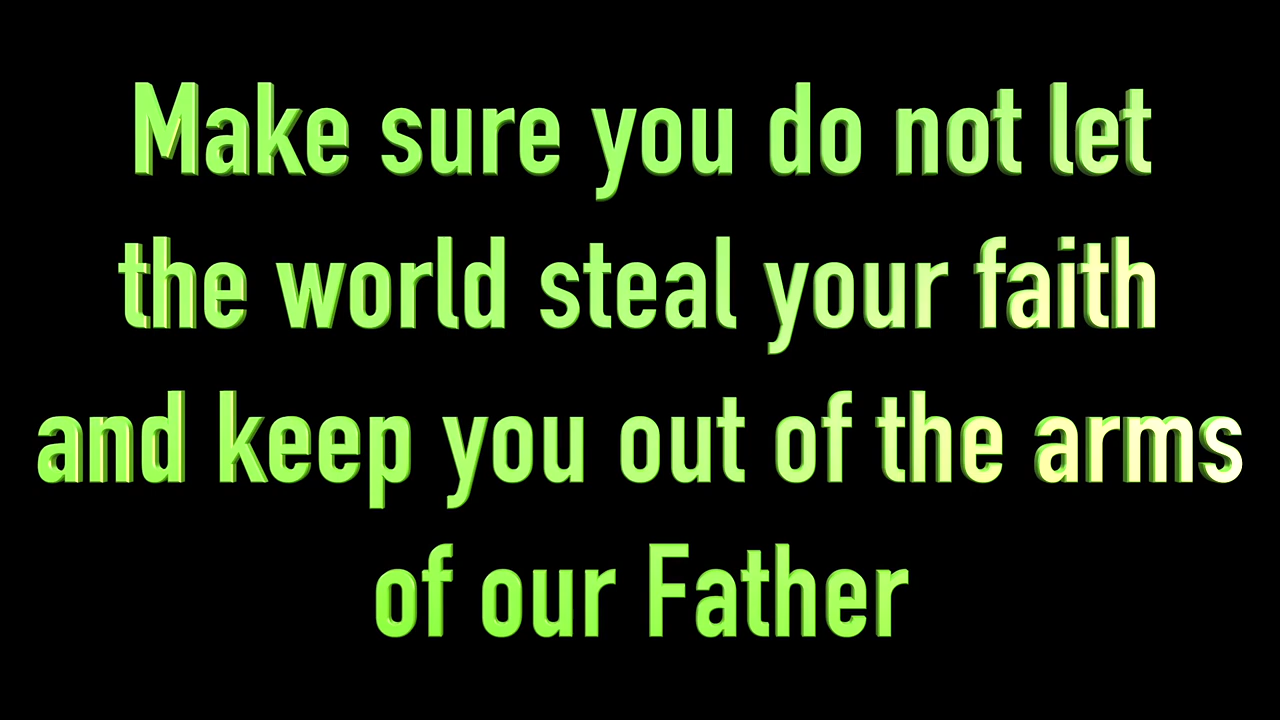 Make sure you do not let
the world steal your faith
and keep you out of the arms
of our Father